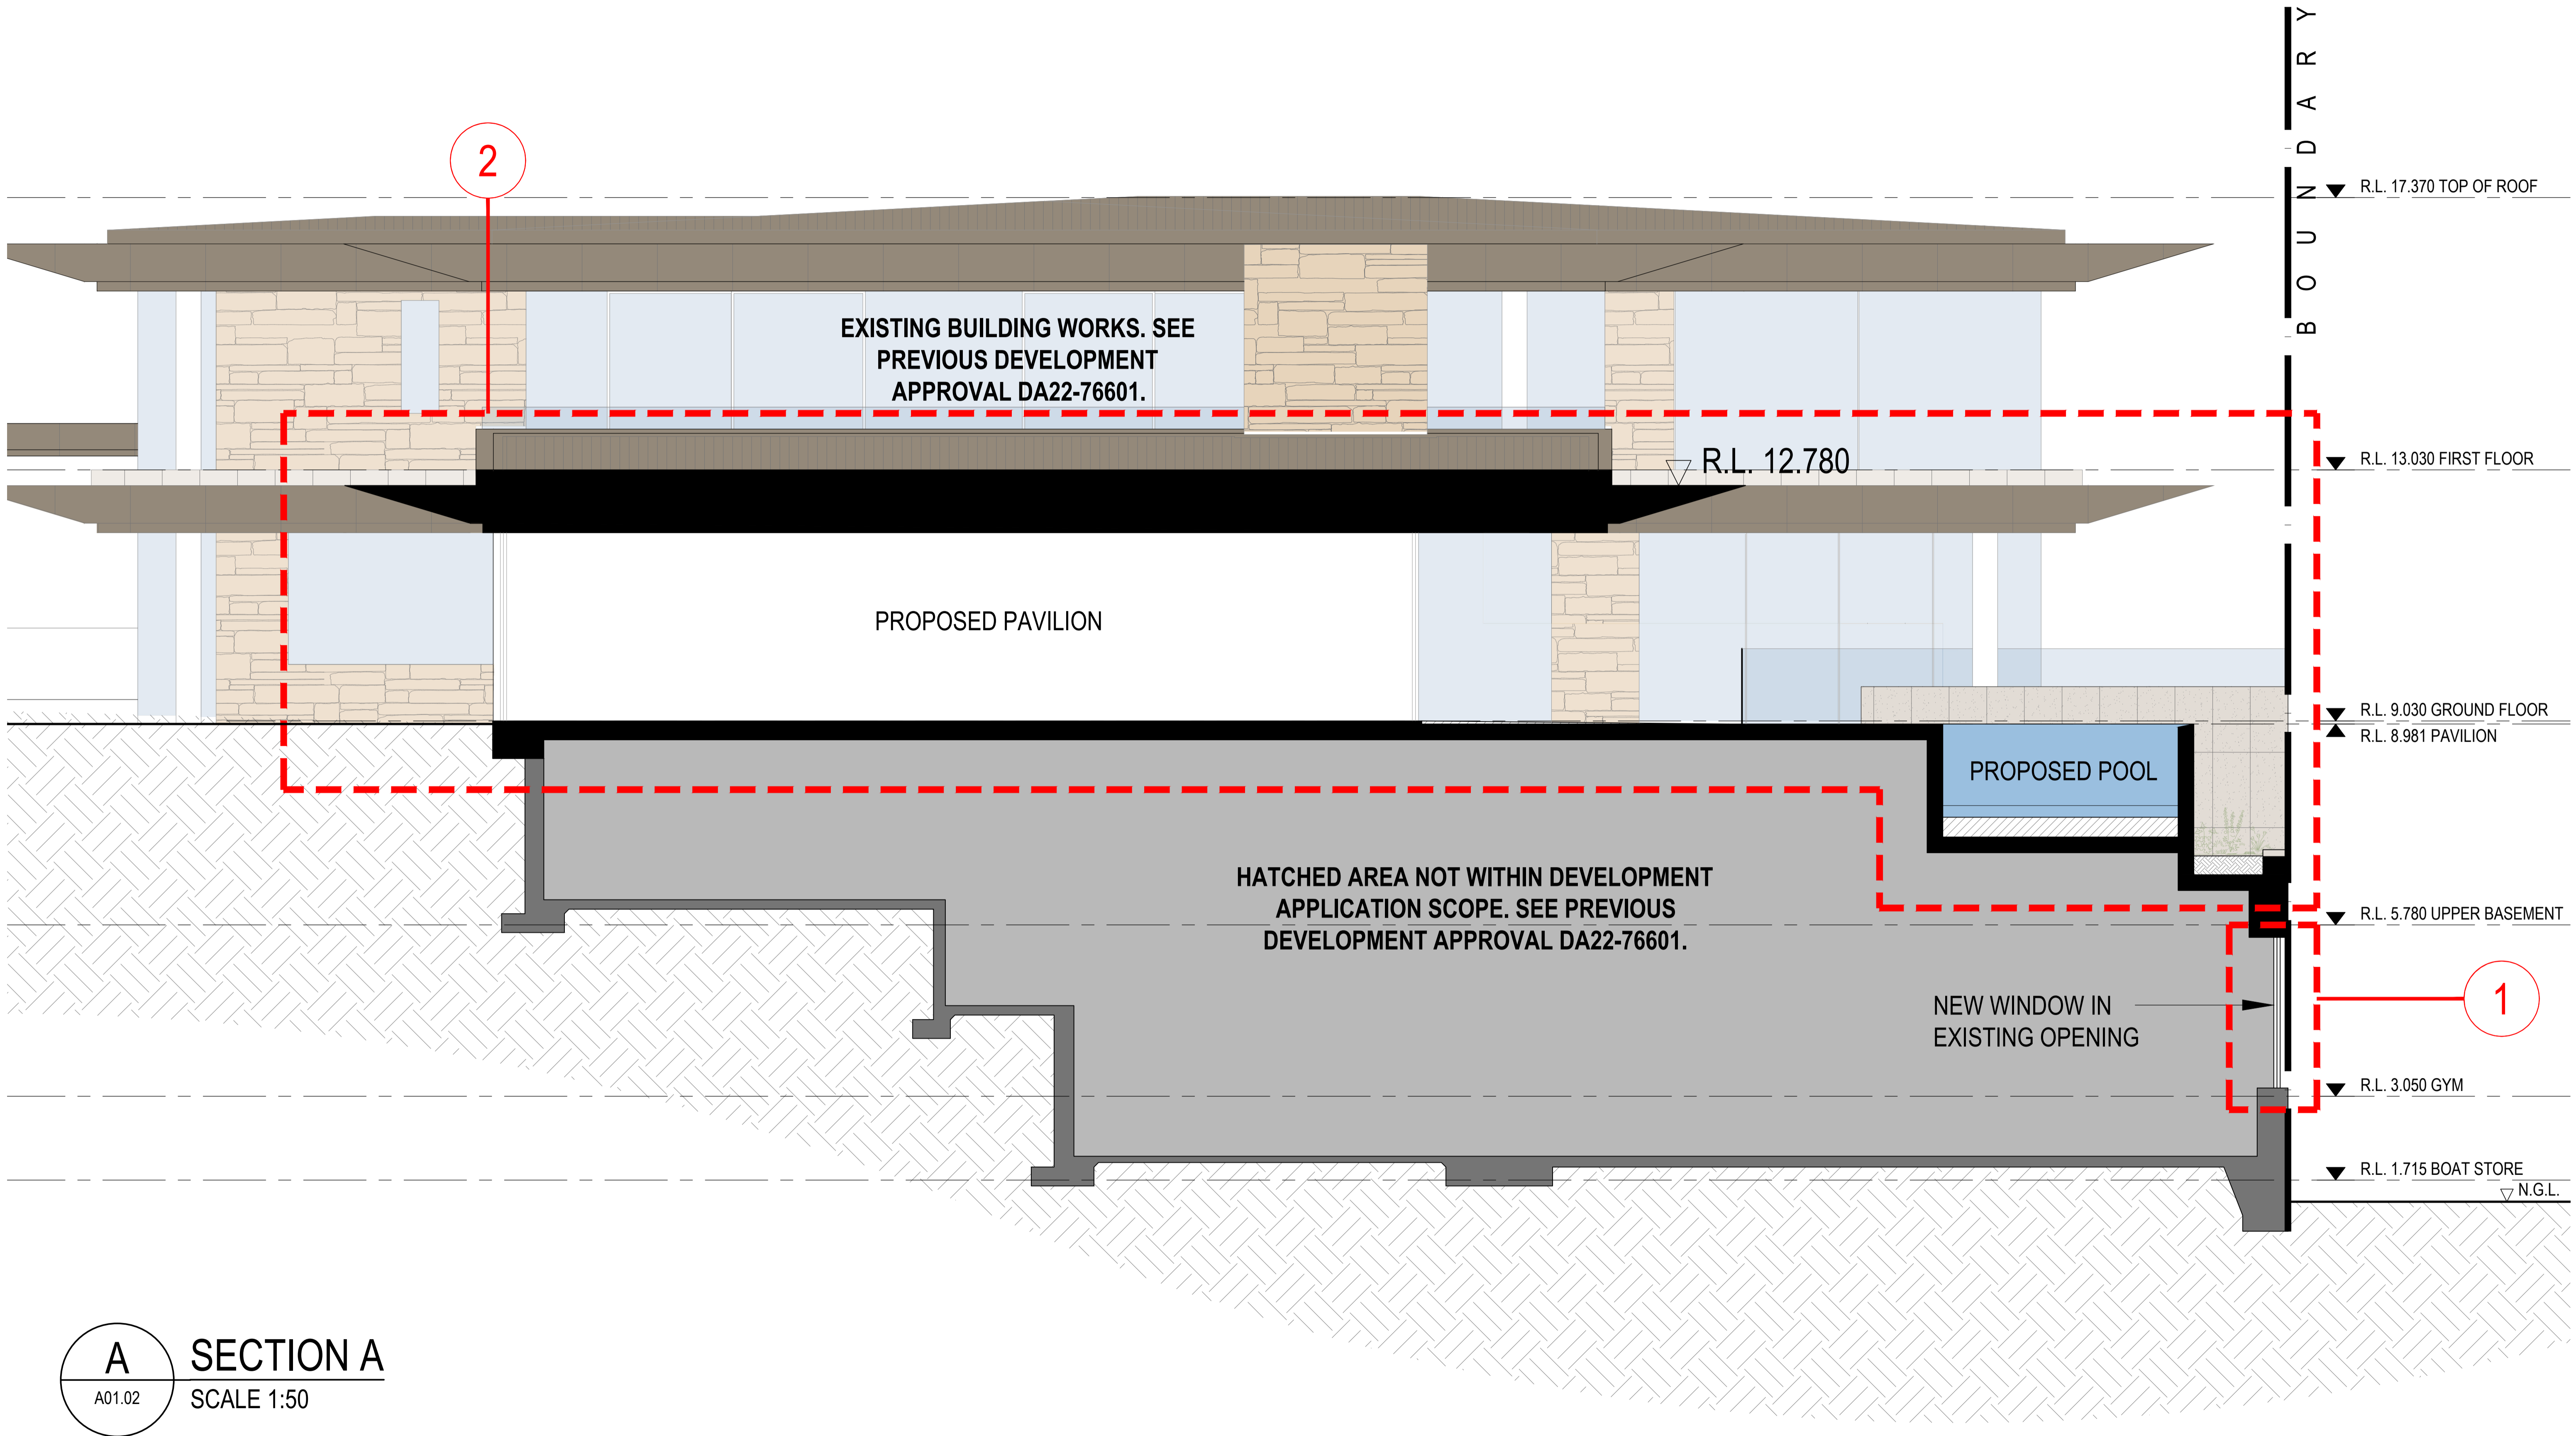 BOUNDARY
2
R.L. 17.370 TOP OF ROOF
EXISTING BUILDING WORKS. SEE
PREVIOUS DEVELOPMENT
APPROVAL DA22-76601.
R.L. 12.780
R.L. 13.030 FIRST FLOOR
PROPOSED PAVILION
R.L. 9.030 GROUND FLOOR
R.L. 8.981 PAVILION
PROPOSED POOL
HATCHED AREA NOT WITHIN DEVELOPMENT
APPLICATION SCOPE. SEE PREVIOUS
DEVELOPMENT APPROVAL DA22-76601.
R.L. 5.780 UPPER BASEMENT
NEW WINDOW IN
EXISTING OPENING
1
R.L. 3.050 GYM
R.L. 1.715 BOAT STORE
N.G.L.
A
A01.02
SECTION A
SCALE 1:50